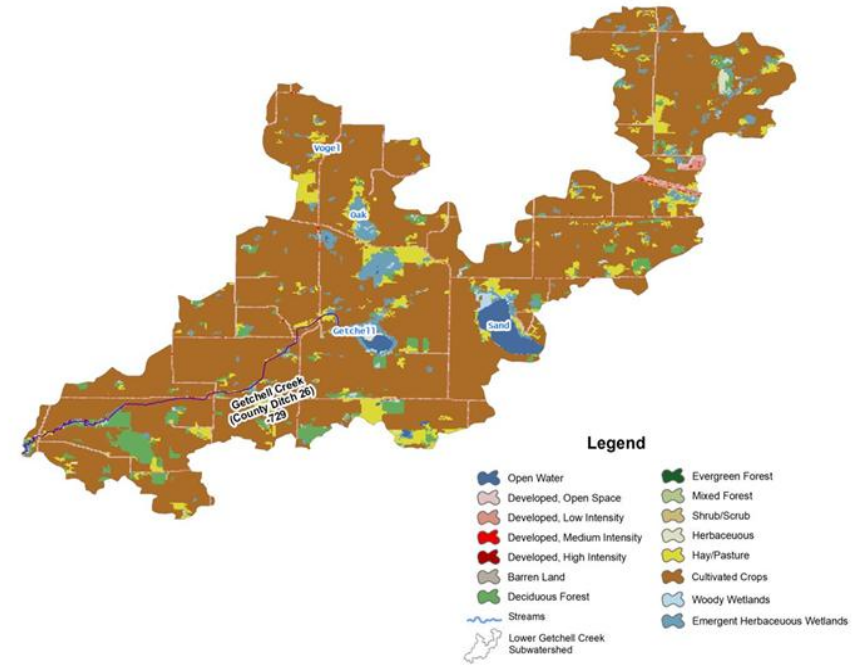 Vogel
Oak
Getchell
Sand
Getchell Creek
(County Ditch 26)
-729
Legend
Open Water
Developed, Open Space
Developed, Low Intensity
Developed, Medium Intensity
Developed, High Intensity
Barren Land
Deciduous Forest
Streams
Lower Getchell Creek
Subwatershed
Evergreen Forest
Mixed Forest
Shrub/Scrub
Herbaceuous
Hay/Pasture
Cultivated Crops
Woody Wetlands
Emergent Herbaceuous Wetlands